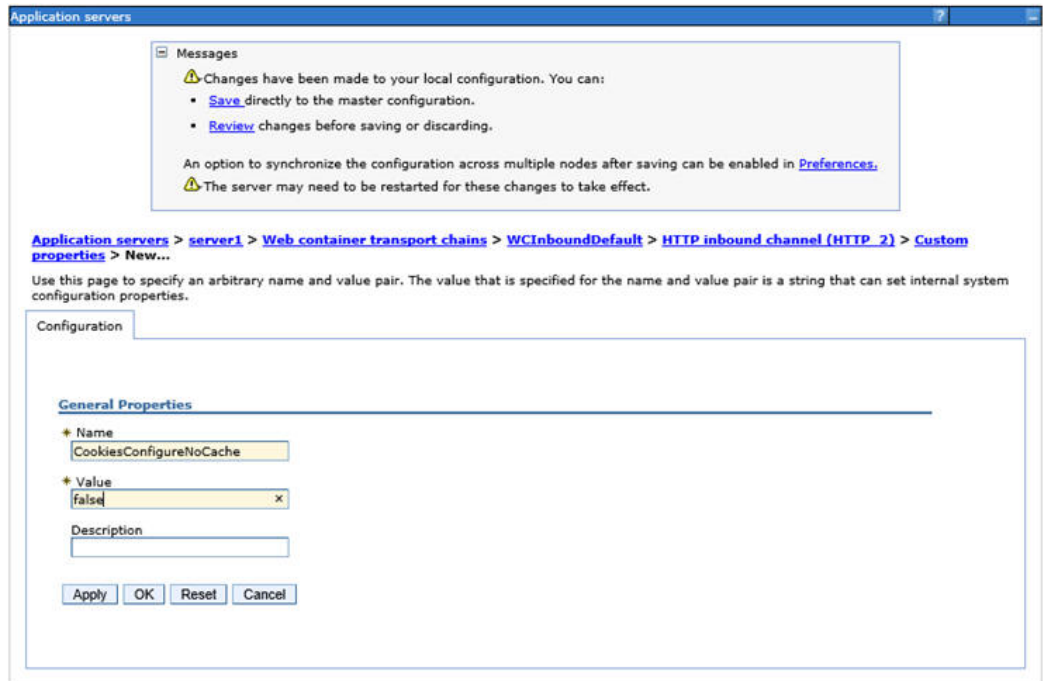 Application servers
?
Messages
Changes have been made to your local configuration. You can:
▪ Save directly to the master configuration.
▪ Review changes before saving or discarding.
An option to synchronize the configuration across multiple nodes after saving can be enabled in Preferences.
The server may need to be restarted for these changes to take effect.
Application servers > server1 > Web container transport chains > WCInboundDefault > HTTP inbound channel (HTTP_2) > Custom
properties > New...
Use this page to specify an arbitrary name and value pair. The value that is specified for the name and value pair is a string that can set internal system
configuration properties.
Configuration
General Properties
Name
CookiesConfigureNoCache
Value
false ×
Description
Apply OK Reset Cancel